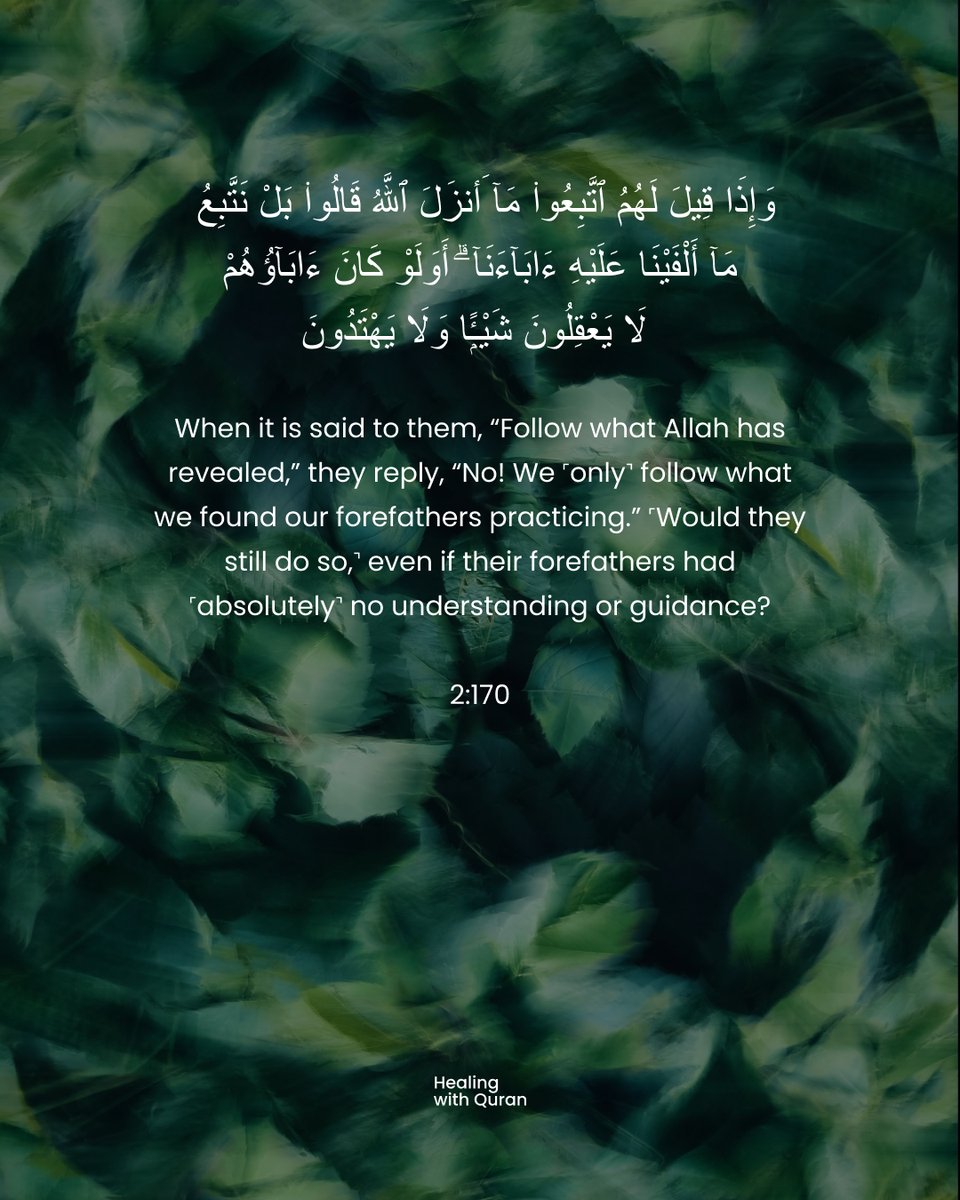 وَإِذَا قِيلَ لَهُمُ ٱتَّبِعُوا۟ مَآ أَنزَلَ ٱللَّهُ قَالُوا۟ بَلْ نَتَّبِعُ
مَآ أَلْفَيْنَا عَلَيْهِ ءَابَآءَنَآ ۗ أَوَلَوْ كَانَ ءَابَآؤُهُمْ
لَا يَعْقِلُونَ شَيْـًٔا وَلَا يَهْتَدُونَ
When it is said to them, “Follow what Allah has
revealed,” they reply, “No! We ˹only˺ follow what
we found our forefathers practicing.” ˹Would they
still do so,˺ even if their forefathers had
˹absolutely˺ no understanding or guidance?
2:170
Healing
with Quran